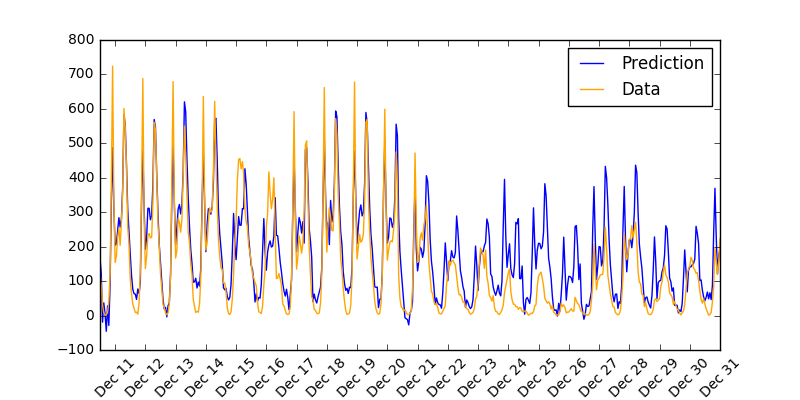 800
700
600
500
400
300
200
100
0
−100
Prediction
Data
Dec 11
Dec 12
Dec 13
Dec 14
Dec 15
Dec 16
Dec 17
Dec 18
Dec 19
Dec 20
Dec 21
Dec 22
Dec 23
Dec 24
Dec 25
Dec 26
Dec 27
Dec 28
Dec 29
Dec 30
Dec 31